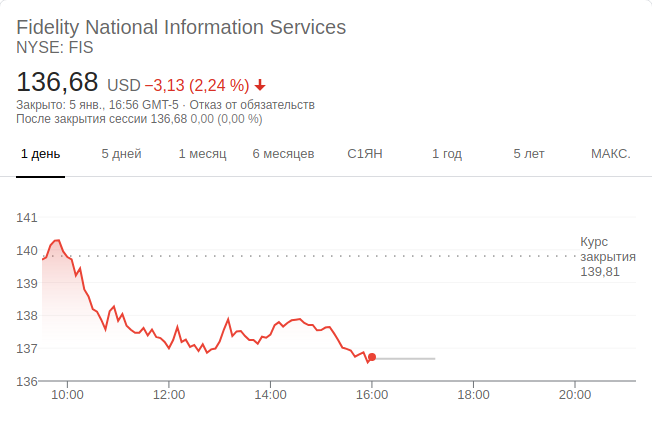 Fidelity National Information Services
NYSE: FIS
136,68 USD −3,13 (2,24 %)
Закрыто: 5 янв., 16:56 GMT-5 · Отказ от обязательств
После закрытия сессии 136,68 0,00 (0,00 %)
1 день 5 дней 1 месяц 6 месяцев С1ЯН 1 год 5 лет МАКС.
141
140
139
138
137
136
Курс
закрытия
139,81
10:00 12:00 14:00 16:00 18:00 20:00